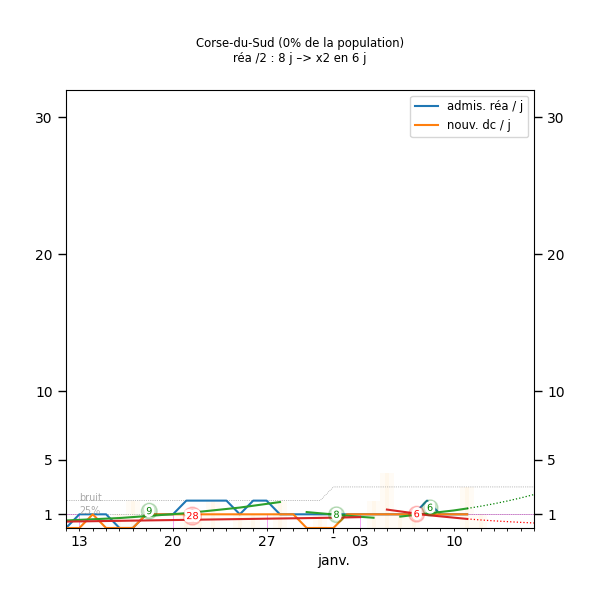 Corse-du-Sud (0% de la population)
réa /2 : 8 j –> x2 en 6 j
admis. réa / j
nouv. dc / j
30 30
20 20
10 10
5 5
bruit
25%
9 28 8 6 6
1 1
13 20 27 - 03 10
janv.